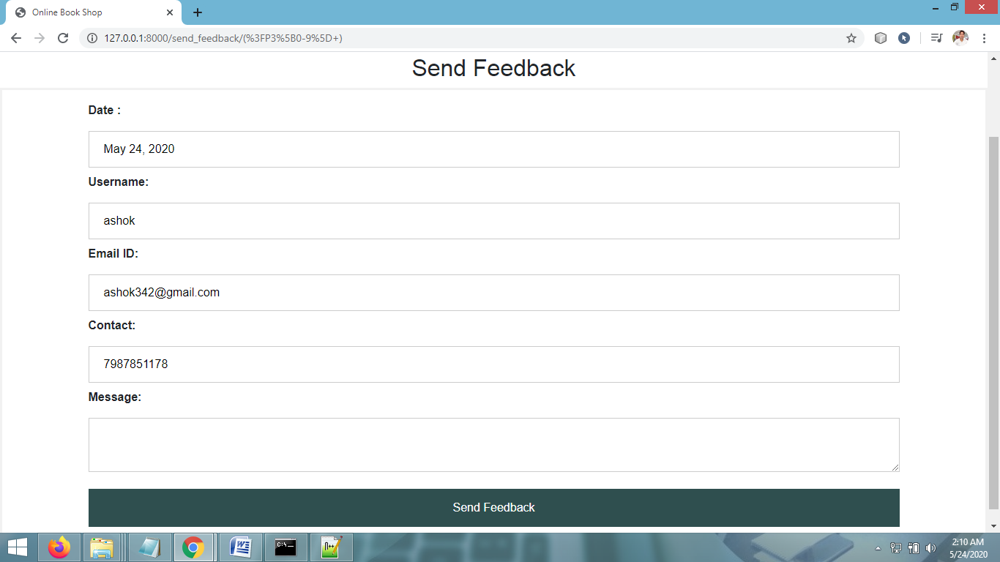 Online Book Shop
127.0.0.1:8000/send_feedback/(%3FP3%5B0-9%5D+)
Send Feedback
Date :
May 24, 2020
Username:
ashok
Email ID:
ashok342@gmail.com
Contact:
7987851178
Message:
Send Feedback
2:10 AM
5/24/2020